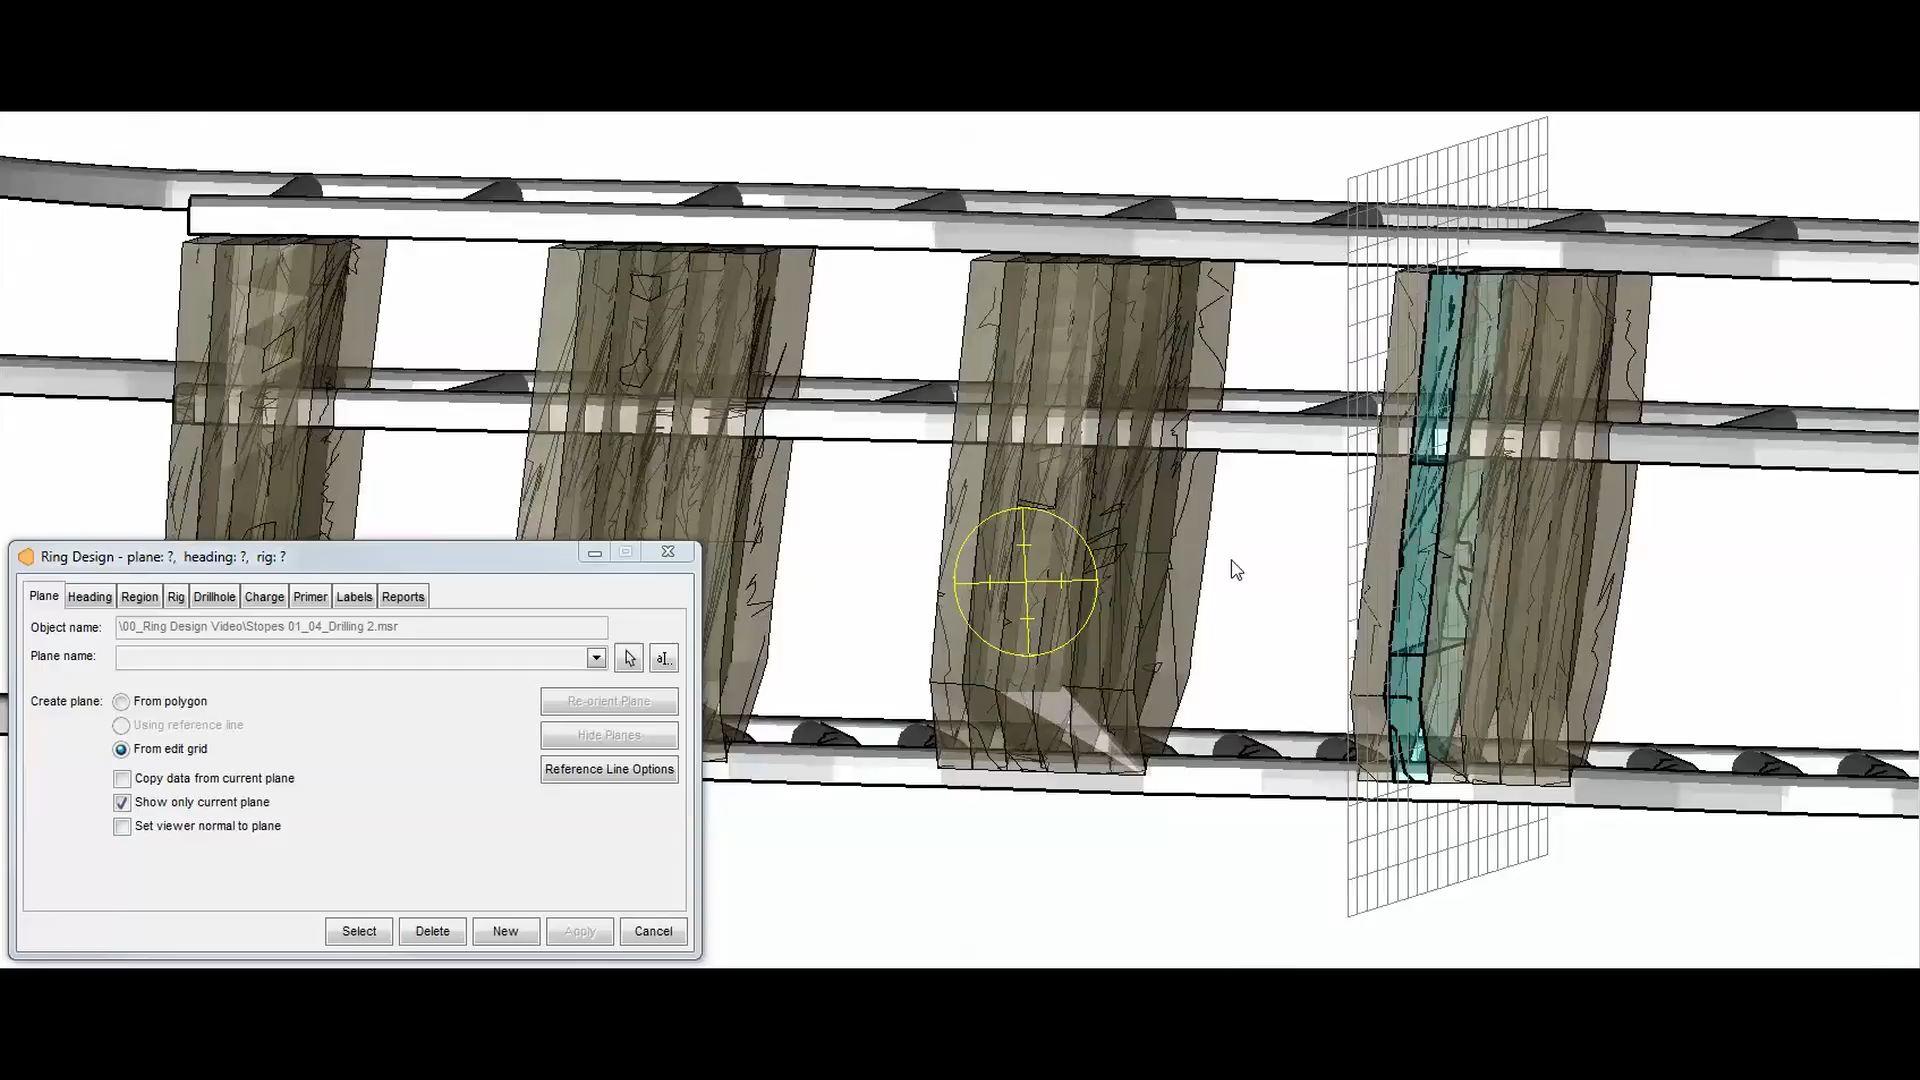 Ring Design - plane: ?, heading: ?, rig: ?
Plane Heading Region Rig Drillhole Charge Primer Labels Reports
Object name: \00_Ring Design Video\Stopes 01_04_Drilling 2.msr
Plane name:
aI..
Create plane: From polygon Re-orient Plane
Using reference line
Hide Planes
From edit grid
Reference Line Options
Copy data from current plane
Show only current plane
Set viewer normal to plane
Select Delete New Apply Cancel